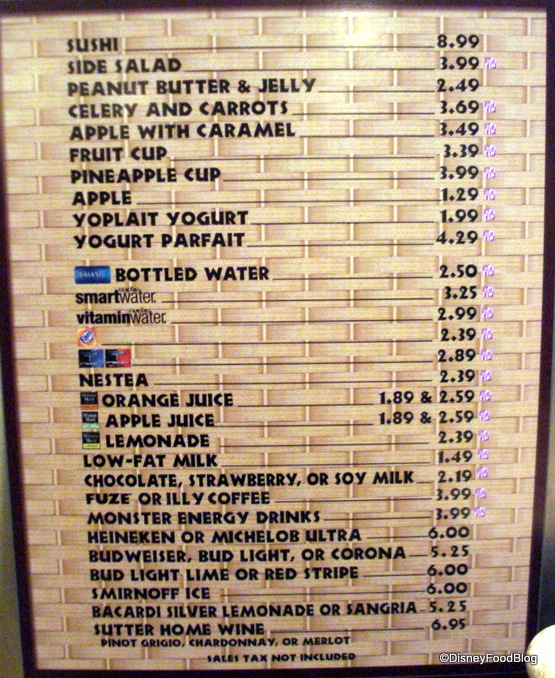 SUSHI 8.99
SIDE SALAD 3.99
PEANUT BUTTER & JELLY 2.49
CELERY AND CARROTS 3.69
APPLE WITH CARAMEL 3.49
FRUIT CUP 3.39
PINEAPPLE CUP 3.99
APPLE 1.29
YOPLAIT YOGURT 1.99
YOGURT PARFAIT 4.29
DASANI BOTTLED WATER 2.50
smartwater. 3.25
vitaminwater. 2.99
2.39
2.89
NESTEA 2.39
ORANGE JUICE 1.89 & 2.59
APPLE JUICE 1.89 & 2.59
LEMONADE 2.39
LOW-FAT MILK 1.49
CHOCOLATE, STRAWBERRY, OR SOY MILK 2.19
FUZE OR ILLY COFFEE 3.99
MONSTER ENERGY DRINKS 3.99
HEINEKEN OR MICHELOB ULTRA 6.00
BUDWEISER, BUD LIGHT, OR CORONA 5.25
BUD LIGHT LIME OR RED STRIPE 6.00
SMIRNOFF ICE 6.00
BACARDI SILVER LEMONADE OR SANGRIA 5.25
SUTTER HOME WINE 6.95
PINOT GRIGIO, CHARDONNAY, OR MERLOT
SALES TAX NOT INCLUDED
©DisneyFoodBlog